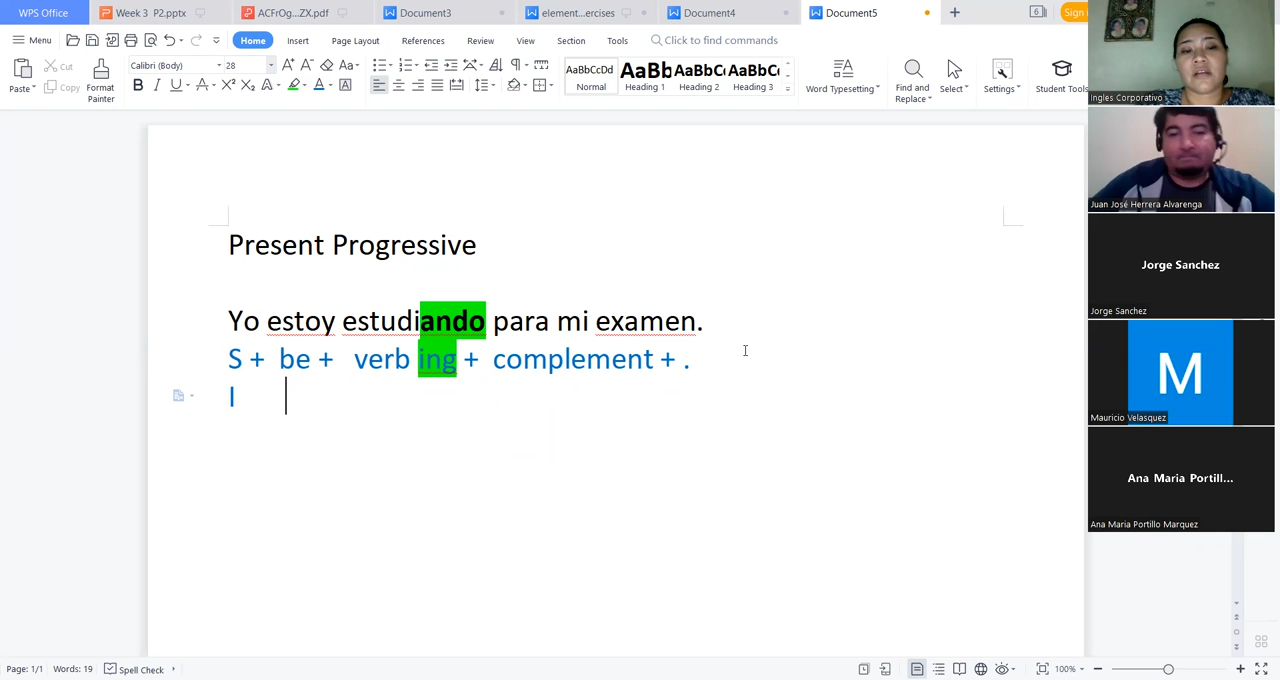 WPS Office
Week 3 P2.pptx
ACFrOg...ZX.pdf
Document3
element...ercises
Document4
Document5
6
Sign i
Menu
Home
Insert
Page Layout
References
Review
View
Section
Tools
Click to find commands
Paste
Cut
Copy
Format
Painter
Calibri (Body)
28
AaBbCcDd
Normal
AaBb
Heading 1
AaBbC
Heading 2
AaBbC
Heading 3
Word Typesetting
Find and
Replace
Select
Settings
Student Tools
Present Progressive
Yo estoy estudiando para mi examen.
S + be + verb ing + complement + .
I
Ingles Corporativo
Juan José Herrera Alvarenga
Jorge Sanchez
Jorge Sanchez
M
Mauricio Velasquez
Ana Maria Portill...
Ana Maria Portillo Marquez
Page: 1/1
Words: 19
Spell Check
100%